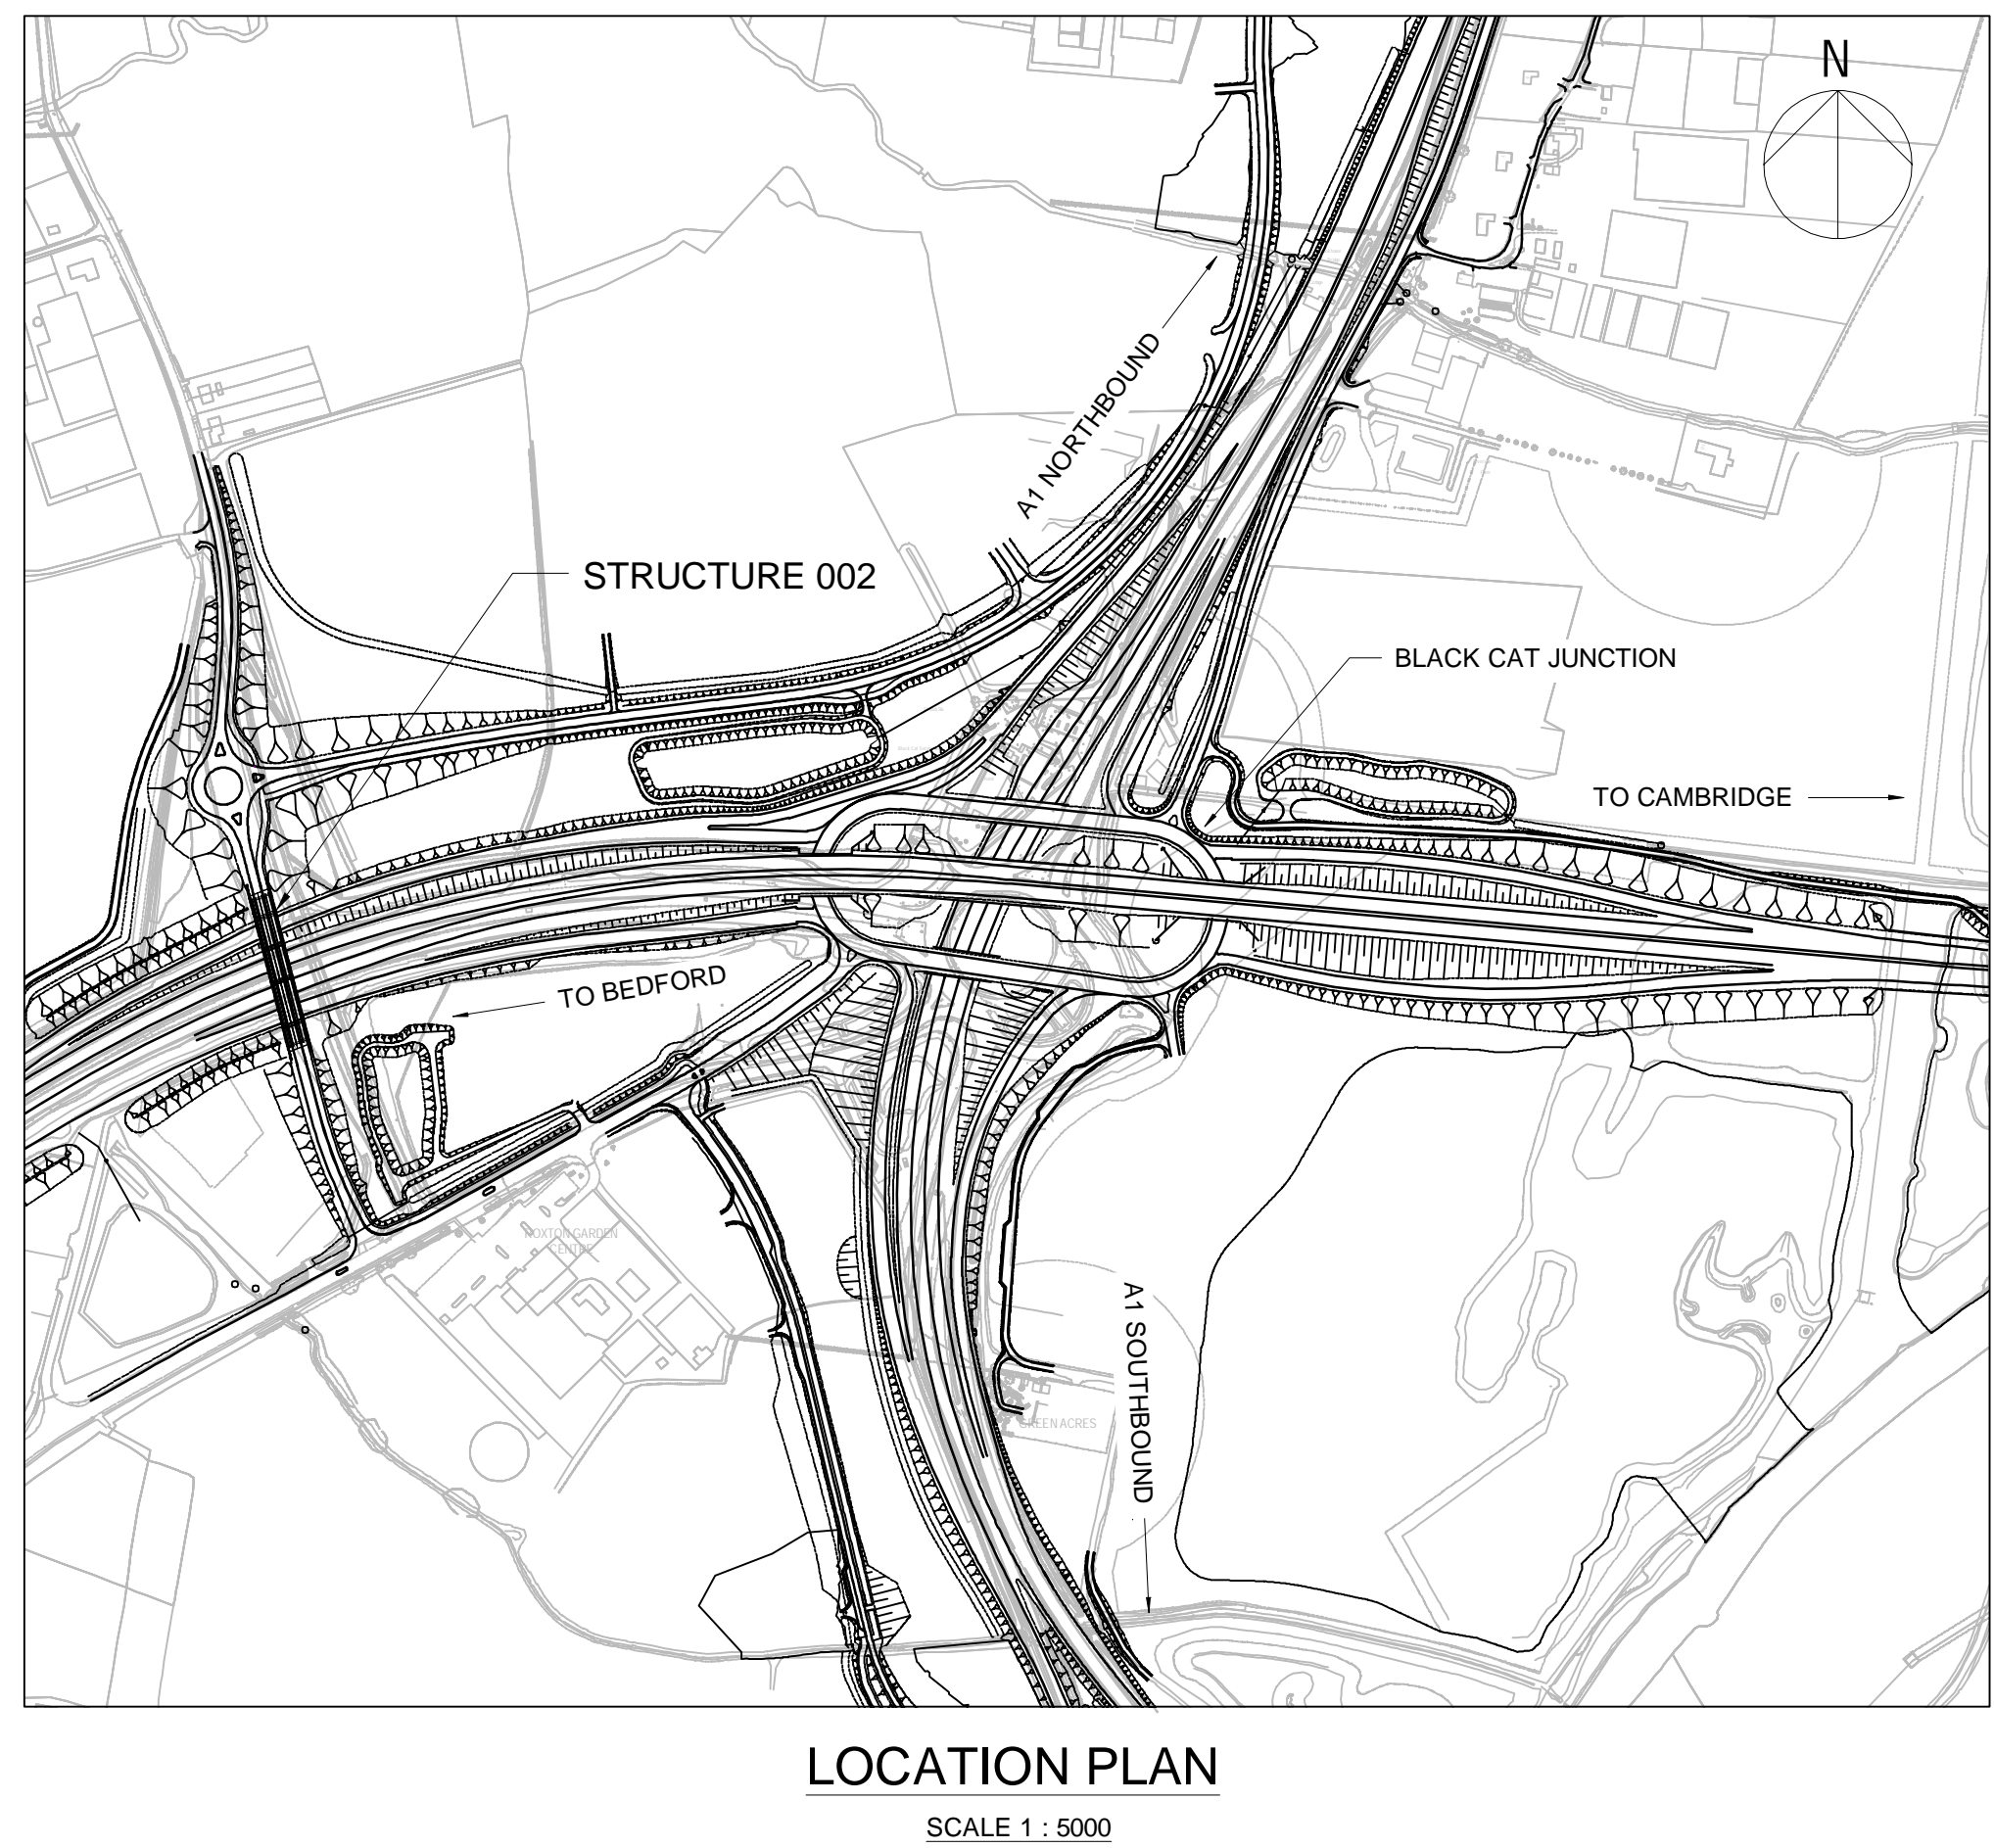 N
A1 NORTHBOUND
STRUCTURE 002
BLACK CAT JUNCTION
TO CAMBRIDGE
TO BEDFORD
ROXTON GARDEN
CENTRE
A1 SOUTHBOUND
GREEN ACRES
LOCATION PLAN
SCALE 1 : 5000